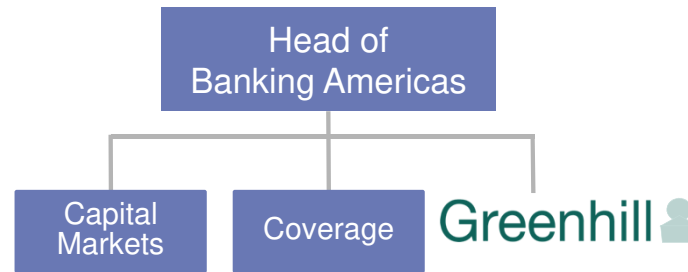 Head of
Banking Americas
Capital
Markets
Coverage
Greenhill